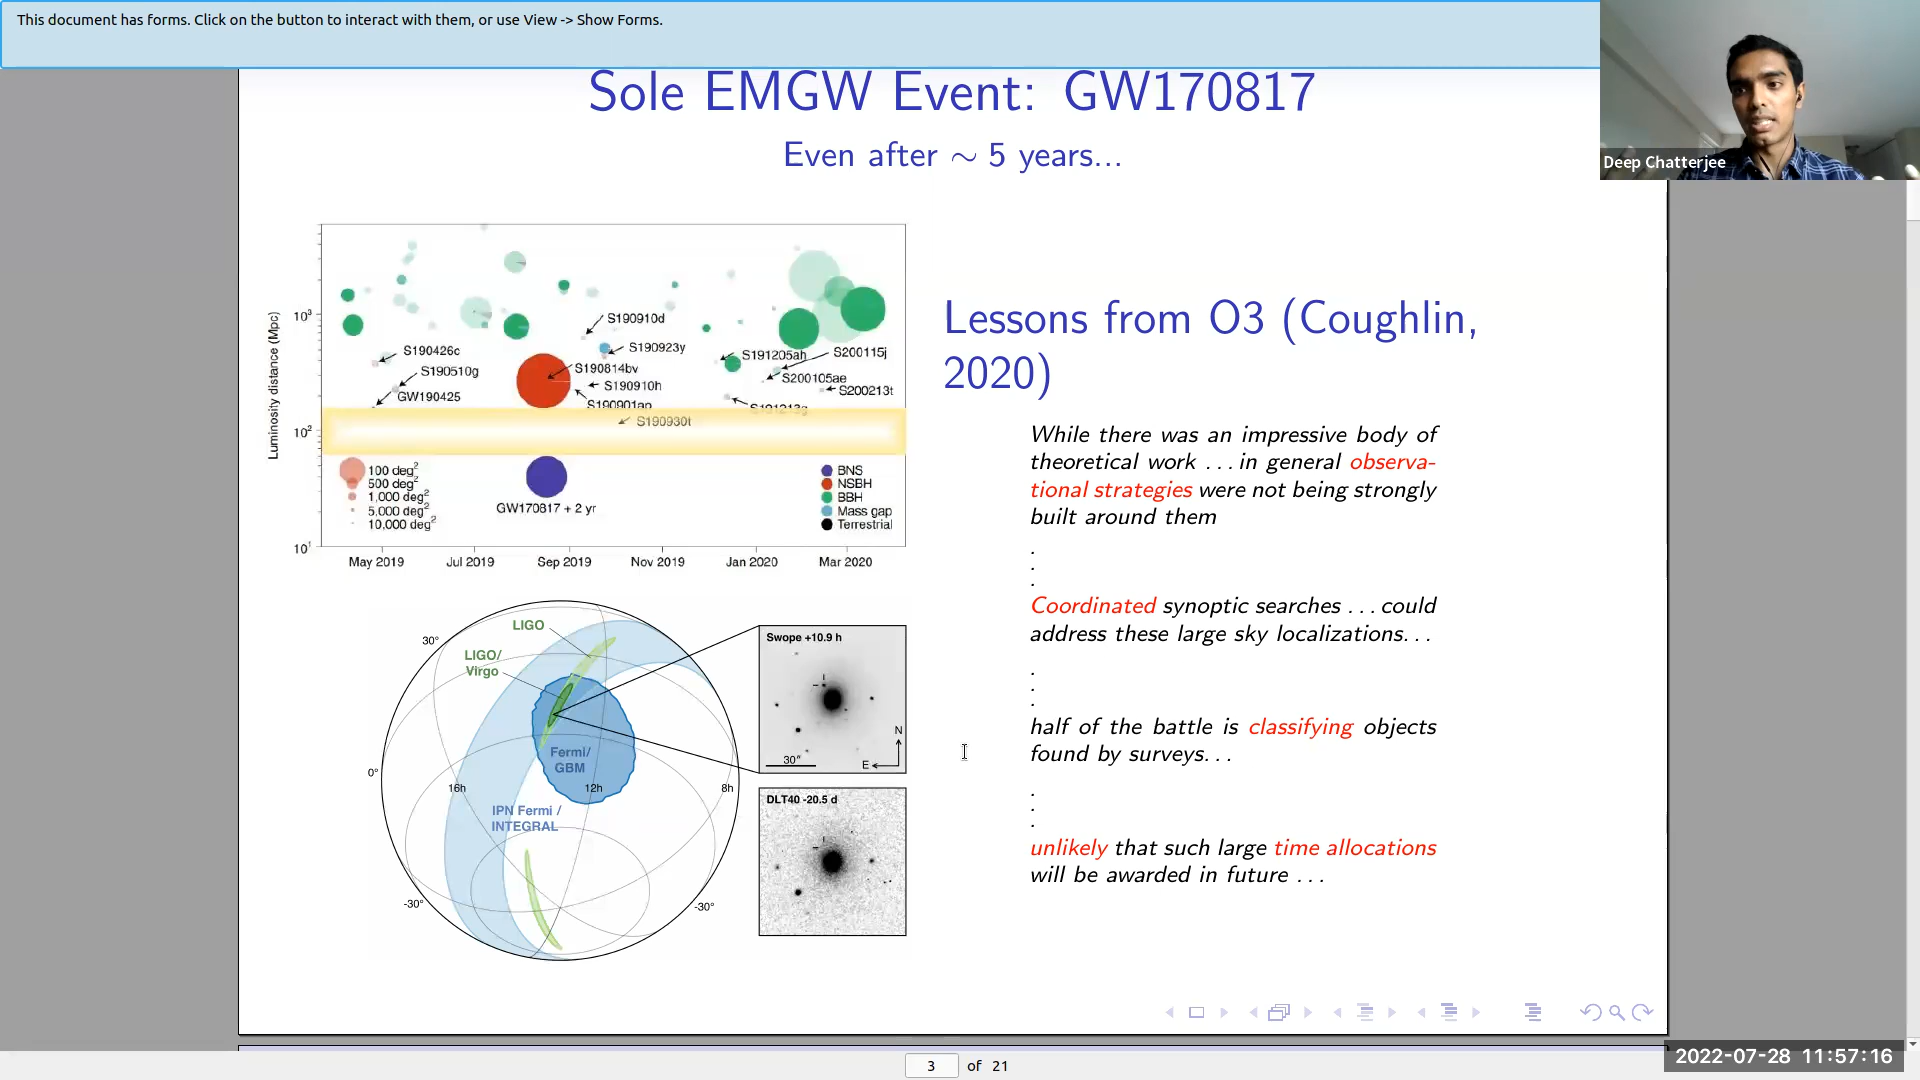 This document has forms. Click on the button to interact with them, or use View -> Show Forms.
Deep Chatterjee
Sole EMGW Event: GW170817
Even after ∼ 5 years...
Luminosity distance (Mpc)
10³
10²
10¹
S190426c
S190510g
GW190425
S190910d
S190923y
S190814bv
S190910h
S190901ap
S190930t
S191205ah
S200115j
S200105ae
S200213t
S191213g
100 deg²
500 deg²
1,000 deg²
5,000 deg²
10,000 deg²
GW170817 + 2 yr
BNS
NSBH
BBH
Mass gap
Terrestrial
May 2019 Jul 2019 Sep 2019 Nov 2019 Jan 2020 Mar 2020
LIGO
LIGO/
Virgo
Fermi/
GBM
IPN Fermi /
INTEGRAL
30°
0°
-30°
-30°
16h
12h
8h
Swope +10.9 h
N
E
30"
DLT40 -20.5 d
Lessons from O3 (Coughlin,
2020)
While there was an impressive body of
theoretical work . . . in general observa-
tional strategies were not being strongly
built around them
.
.
.
Coordinated synoptic searches . . . could
address these large sky localizations. . .
.
.
.
half of the battle is classifying objects
found by surveys. . .
.
.
.
unlikely that such large time allocations
will be awarded in future . . .
3 of 21
2022-07-28 11:57:16